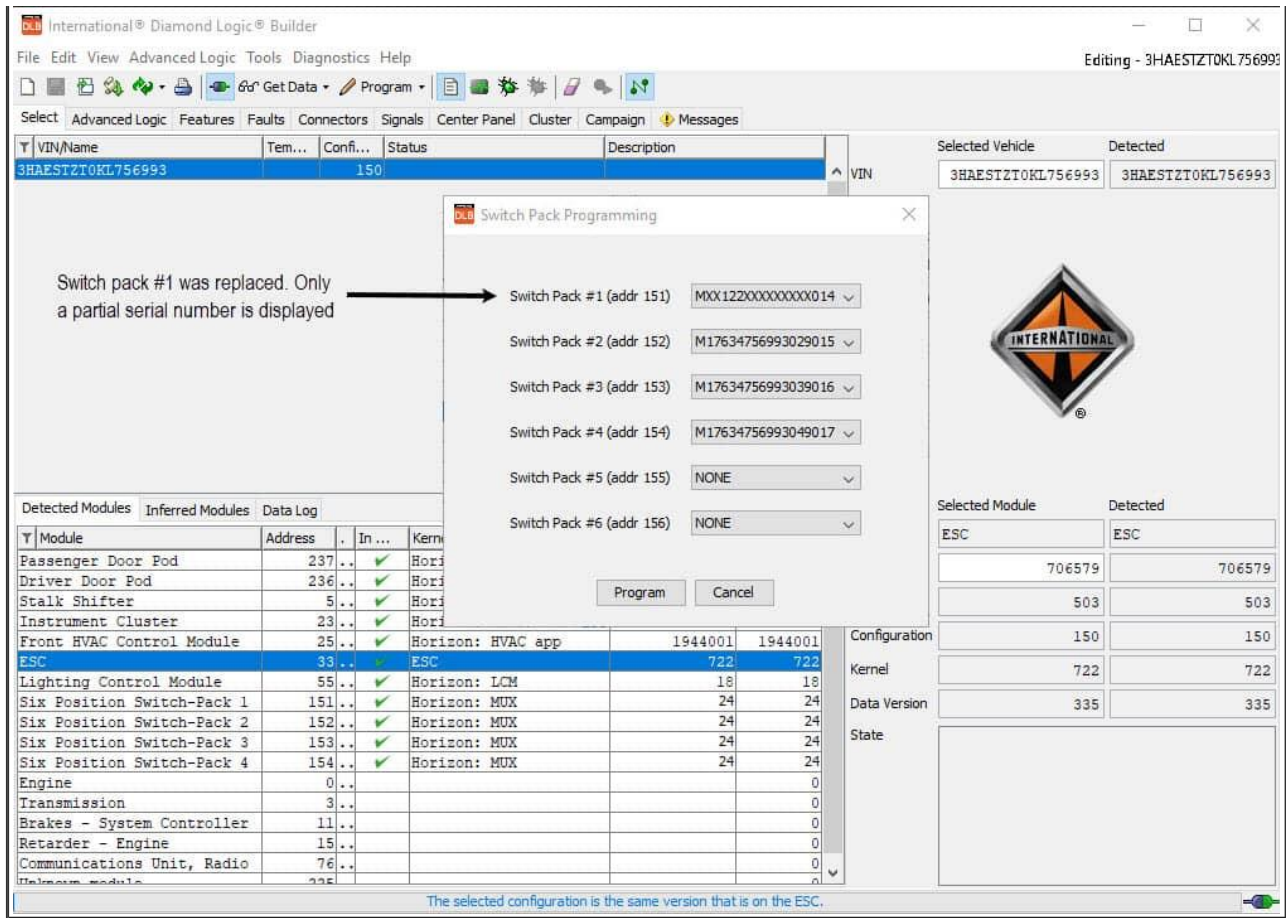 DLB International® Diamond Logic® Builder
File Edit View Advanced Logic Tools Diagnostics Help
Editing - 3HAESTZT0KL756993
Get Data Program
Select Advanced Logic Features Faults Connectors Signals Center Panel Cluster Campaign Messages
VIN/Name Tem... Confi... Status Description
3HAESTZT0KL756993 150
Selected Vehicle Detected
VIN 3HAESTZT0KL756993 3HAESTZT0KL756993
DLB Switch Pack Programming
Switch pack #1 was replaced. Only
a partial serial number is displayed
Switch Pack #1 (addr 151) MXX12ZXXXXXXXXX014
Switch Pack #2 (addr 152) M17634756993029015
Switch Pack #3 (addr 153) M17634756993039016
Switch Pack #4 (addr 154) M17634756993049017
Switch Pack #5 (addr 155) NONE
Switch Pack #6 (addr 156) NONE
Program Cancel
INTERNATIONAL ®
Detected Modules Inferred Modules Data Log
Module Address . In ... Kern
Passenger Door Pod 237 .. Hori
Driver Door Pod 236 .. Hori
Stalk Shifter 5 .. Hori
Instrument Cluster 23 .. Hori
Front HVAC Control Module 25 .. Horizon: HVAC app 1944001 1944001
ESC 33 .. ESC 722 722
Lighting Control Module 55 .. Horizon: LCM 18 18
Six Position Switch-Pack 1 151 .. Horizon: MUX 24 24
Six Position Switch-Pack 2 152 .. Horizon: MUX 24 24
Six Position Switch-Pack 3 153 .. Horizon: MUX 24 24
Six Position Switch-Pack 4 154 .. Horizon: MUX 24 24
Engine 0 .. 0
Transmission 3 .. 0
Brakes - System Controller 11 .. 0
Retarder - Engine 15 .. 0
Communications Unit, Radio 76 .. 0
Selected Module Detected
ESC ESC
706579 706579
503 503
Configuration 150 150
Kernel 722 722
Data Version 335 335
State
The selected configuration is the same version that is on the ESC.